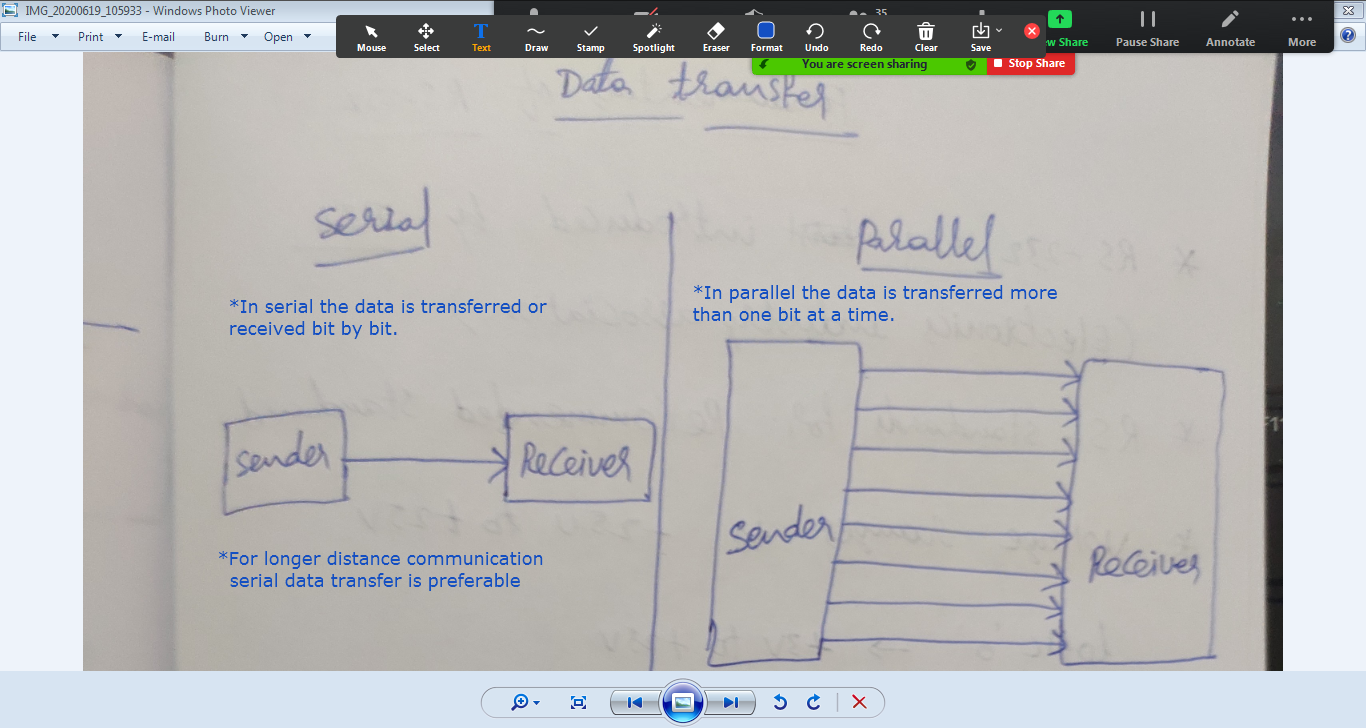 IMG_20200619_105933 - Windows Photo Viewer
File Print E-mail Burn Open
35
Mouse Select Text Draw Stamp Spotlight Eraser Format Undo Redo Clear Save
w Share Pause Share Annotate More
You are screen sharing Stop Share
Data transfer
Serial
Parallel
*In serial the data is transferred or
received bit by bit.
*In parallel the data is transferred more
than one bit at a time.
Sender
Receiver
*For longer distance communication
serial data transfer is preferable
Sender
Receiver